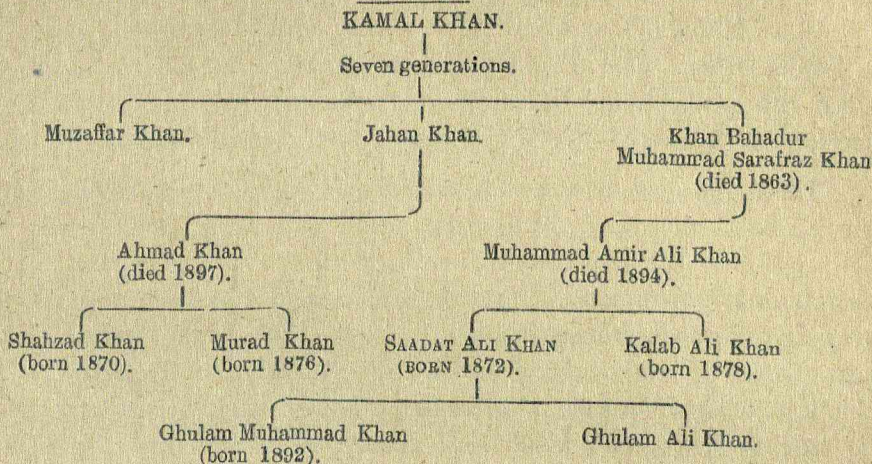 KAMAL KHAN.
Seven generations.
Muzaffar Khan.
Jahan Khan.
Khan Bahadur
Muhammad Sarafraz Khan
(died 1863).
Ahmad Khan
(died 1897).
Muhammad Amir Ali Khan
(died 1894).
Shahzad Khan
(born 1870).
Murad Khan
(born 1876).
SAADAT ALI KHAN
(BORN 1872).
Kalab Ali Khan
(born 1878).
Ghulam Muhammad Khan
(born 1892).
Ghulam Ali Khan.